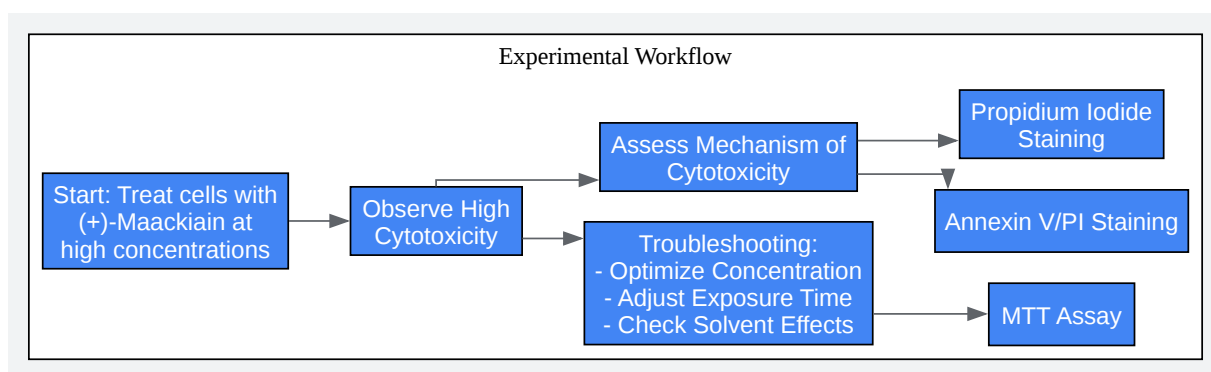 Experimental Workflow
Start: Treat cells with
(+)-Maackiain at
high concentrations
Observe High
Cytotoxicity
Assess Mechanism of
Cytotoxicity
Propidium Iodide
Staining
Annexin V/PI Staining
Troubleshooting:
- Optimize Concentration
- Adjust Exposure Time
- Check Solvent Effects
MTT Assay